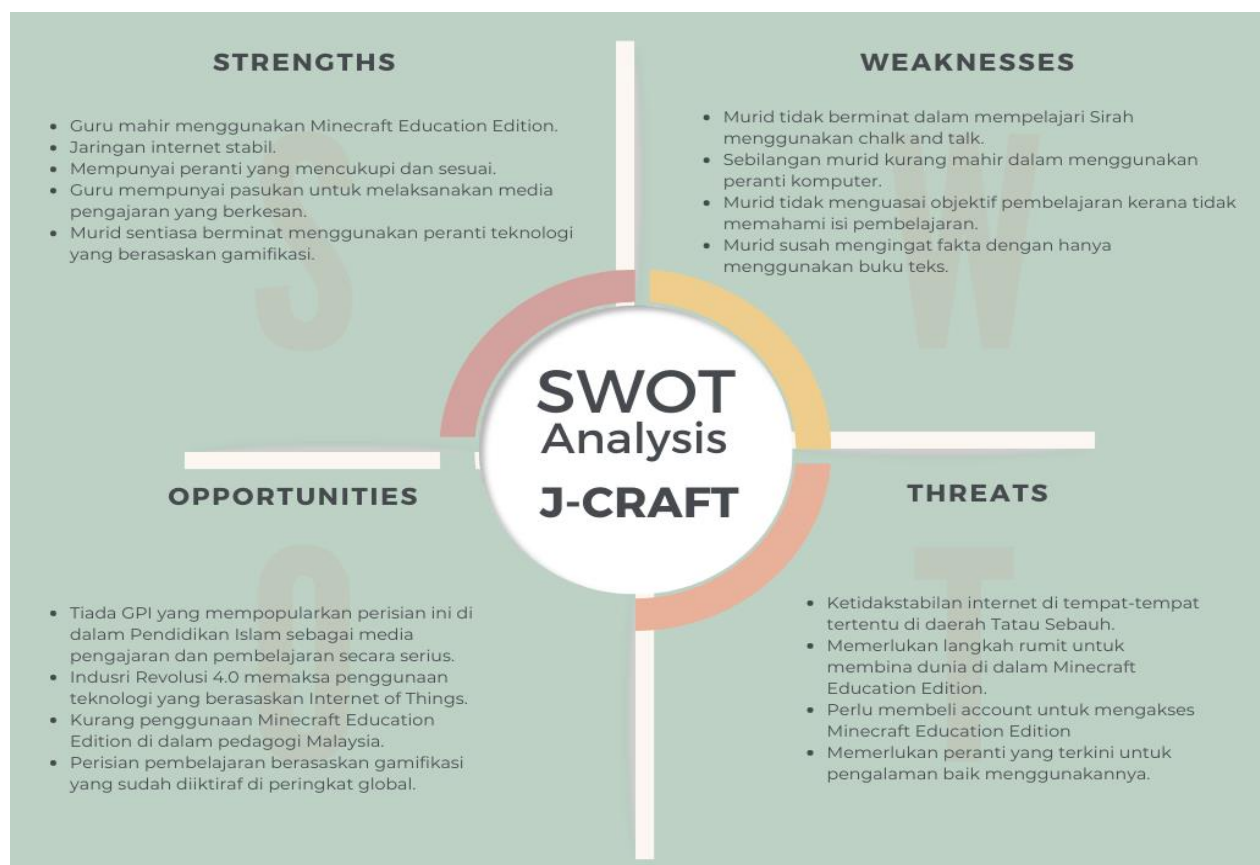 STRENGTHS
• Guru mahir menggunakan Minecraft Education Edition.
• Jaringan internet stabil.
• Mempunyai peranti yang mencukupi dan sesuai.
• Guru mempunyai pasukan untuk melaksanakan media
pengajaran yang berkesan.
• Murid sentiasa berminat menggunakan peranti teknologi
yang berasaskan gamifikasi.
S
WEAKNESSES
• Murid tidak berminat dalam mempelajari Sirah
menggunakan chalk and talk.
• Sebilangan murid kurang mahir dalam menggunakan
peranti komputer.
• Murid tidak menguasai objektif pembelajaran kerana tidak
memahami isi pembelajaran.
• Murid susah mengingat fakta dengan hanya
menggunakan buku teks.
W
SWOT
Analysis
J-CRAFT
OPPORTUNITIES
• Tiada GPI yang mempopularkan perisian ini di
dalam Pendidikan Islam sebagai media
pengajaran dan pembelajaran secara serius.
• Indusri Revolusi 4.0 memaksa penggunaan
teknologi yang berasaskan Internet of Things.
• Kurang penggunaan Minecraft Education
Edition di dalam pedagogi Malaysia.
• Perisian pembelajaran berasaskan gamifikasi
yang sudah diiktiraf di peringkat global.
O
THREATS
• Ketidakstabilan internet di tempat-tempat
tertentu di daerah Tatau Sebauh.
• Memerlukan langkah rumit untuk
membina dunia di dalam Minecraft
Education Edition.
• Perlu membeli account untuk mengakses
Minecraft Education Edition
• Memerlukan peranti yang terkini untuk
pengalaman baik menggunakannya.
T